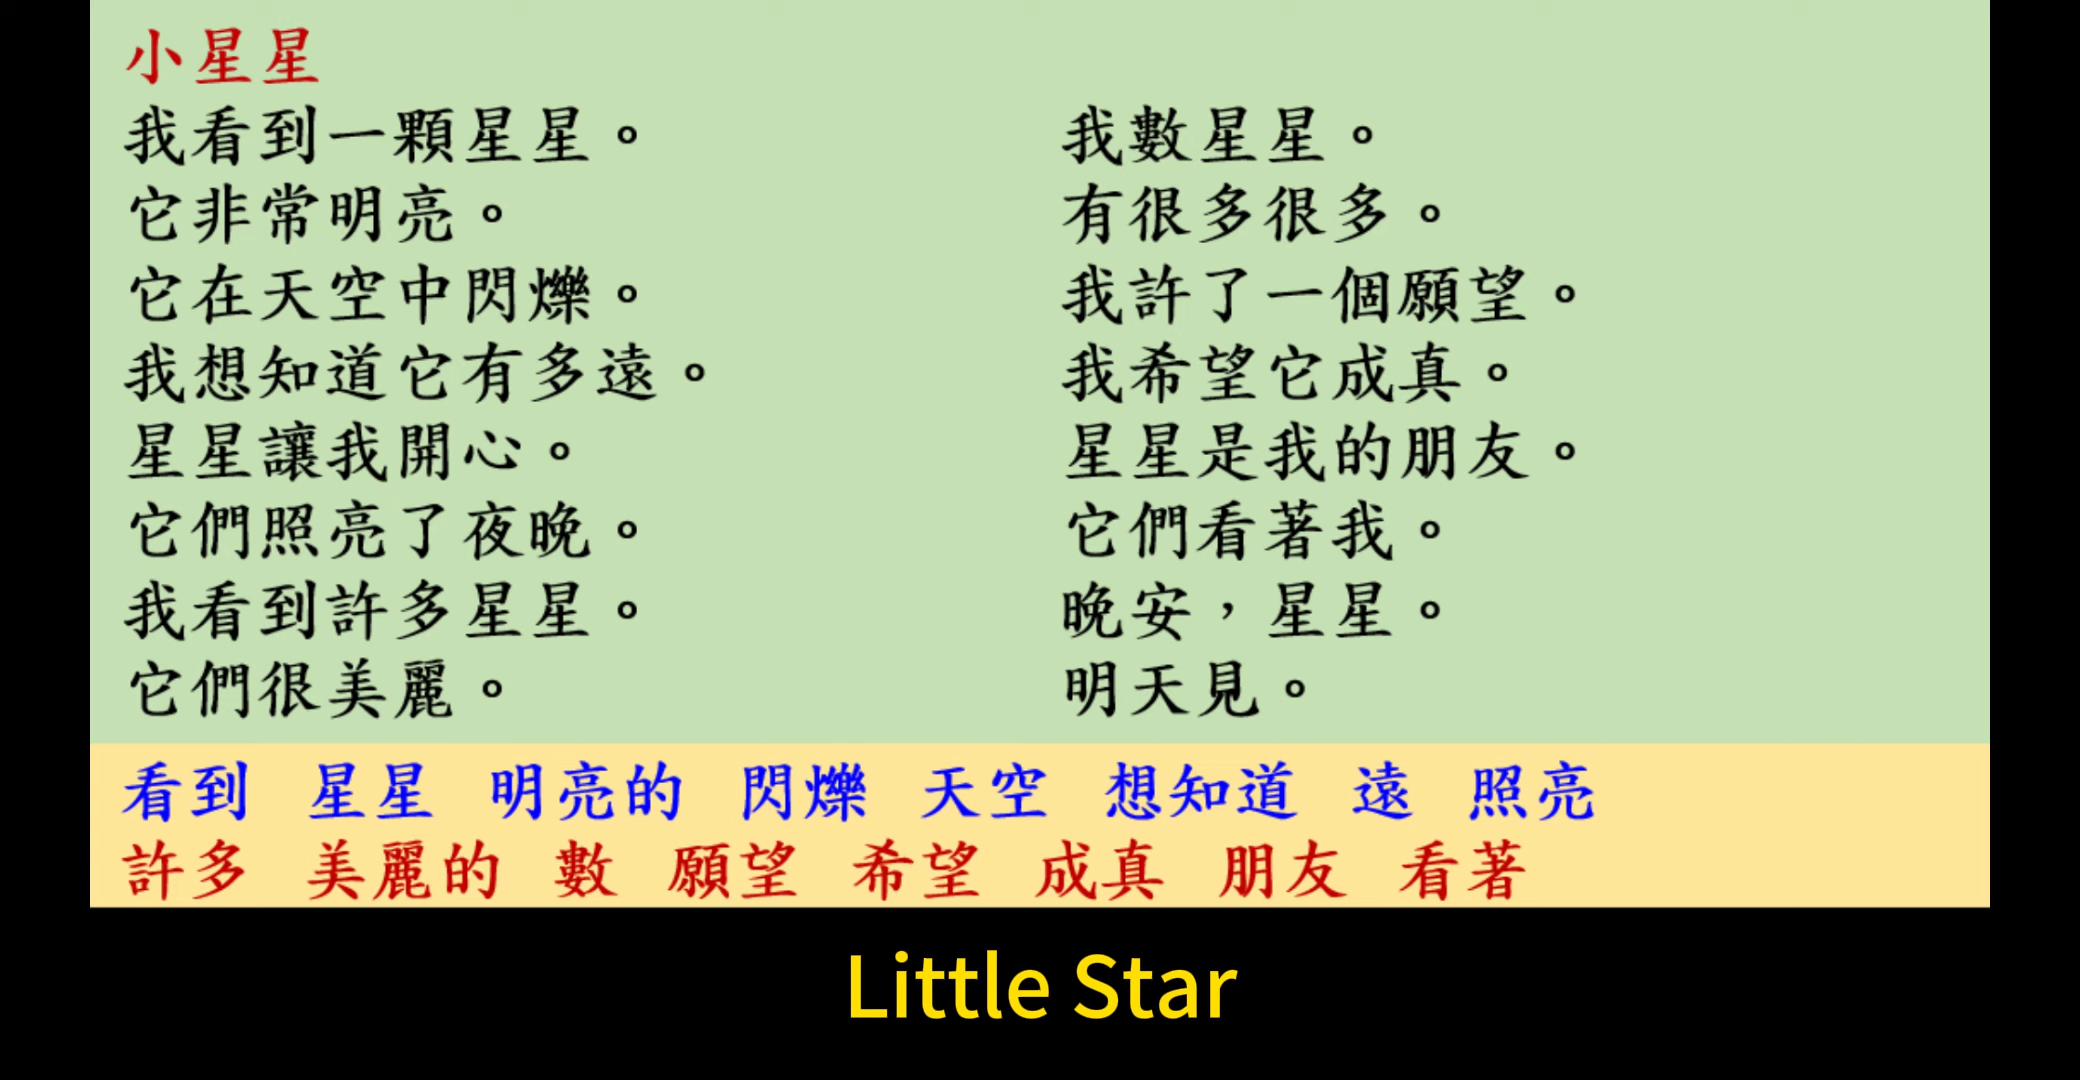 小星星
我看到一顆星星。
它非常明亮。
它在天空中閃爍。
我想知道它有多遠。
星星讓我開心。
它們照亮了夜晚。
我看到許多星星。
它們很美麗。
我數星星。
有很多很多。
我許了一個願望。
我希望它成真。
星星是我的朋友。
它們看著我。
晚安，星星。
明天見。
看到 星星 明亮的 閃爍 天空 想知道 遠 照亮
許多 美麗的 數 願望 希望 成真 朋友 看著
Little Star